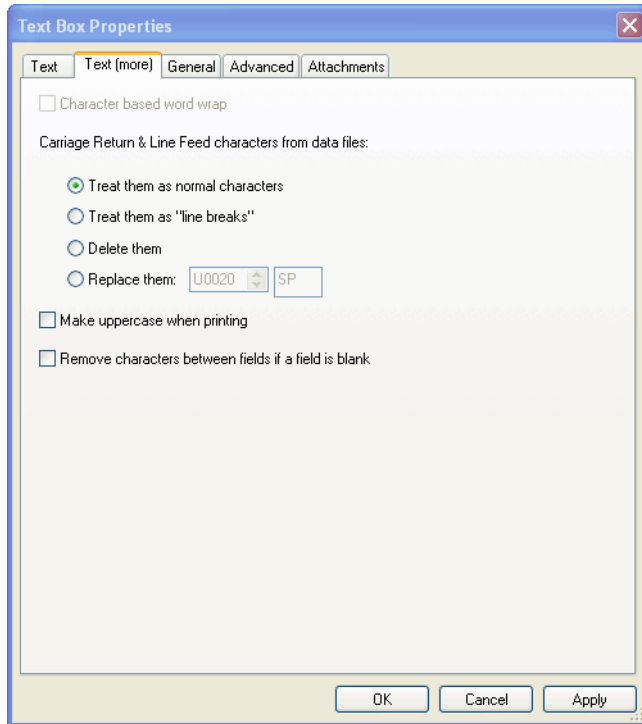 Text Box Properties
Text Text (more) General Advanced Attachments
Character based word wrap
Carriage Return & Line Feed characters from data files:
Treat them as normal characters
Treat them as "line breaks"
Delete them
Replace them: U0020 SP
Make uppercase when printing
Remove characters between fields if a field is blank
OK Cancel Apply